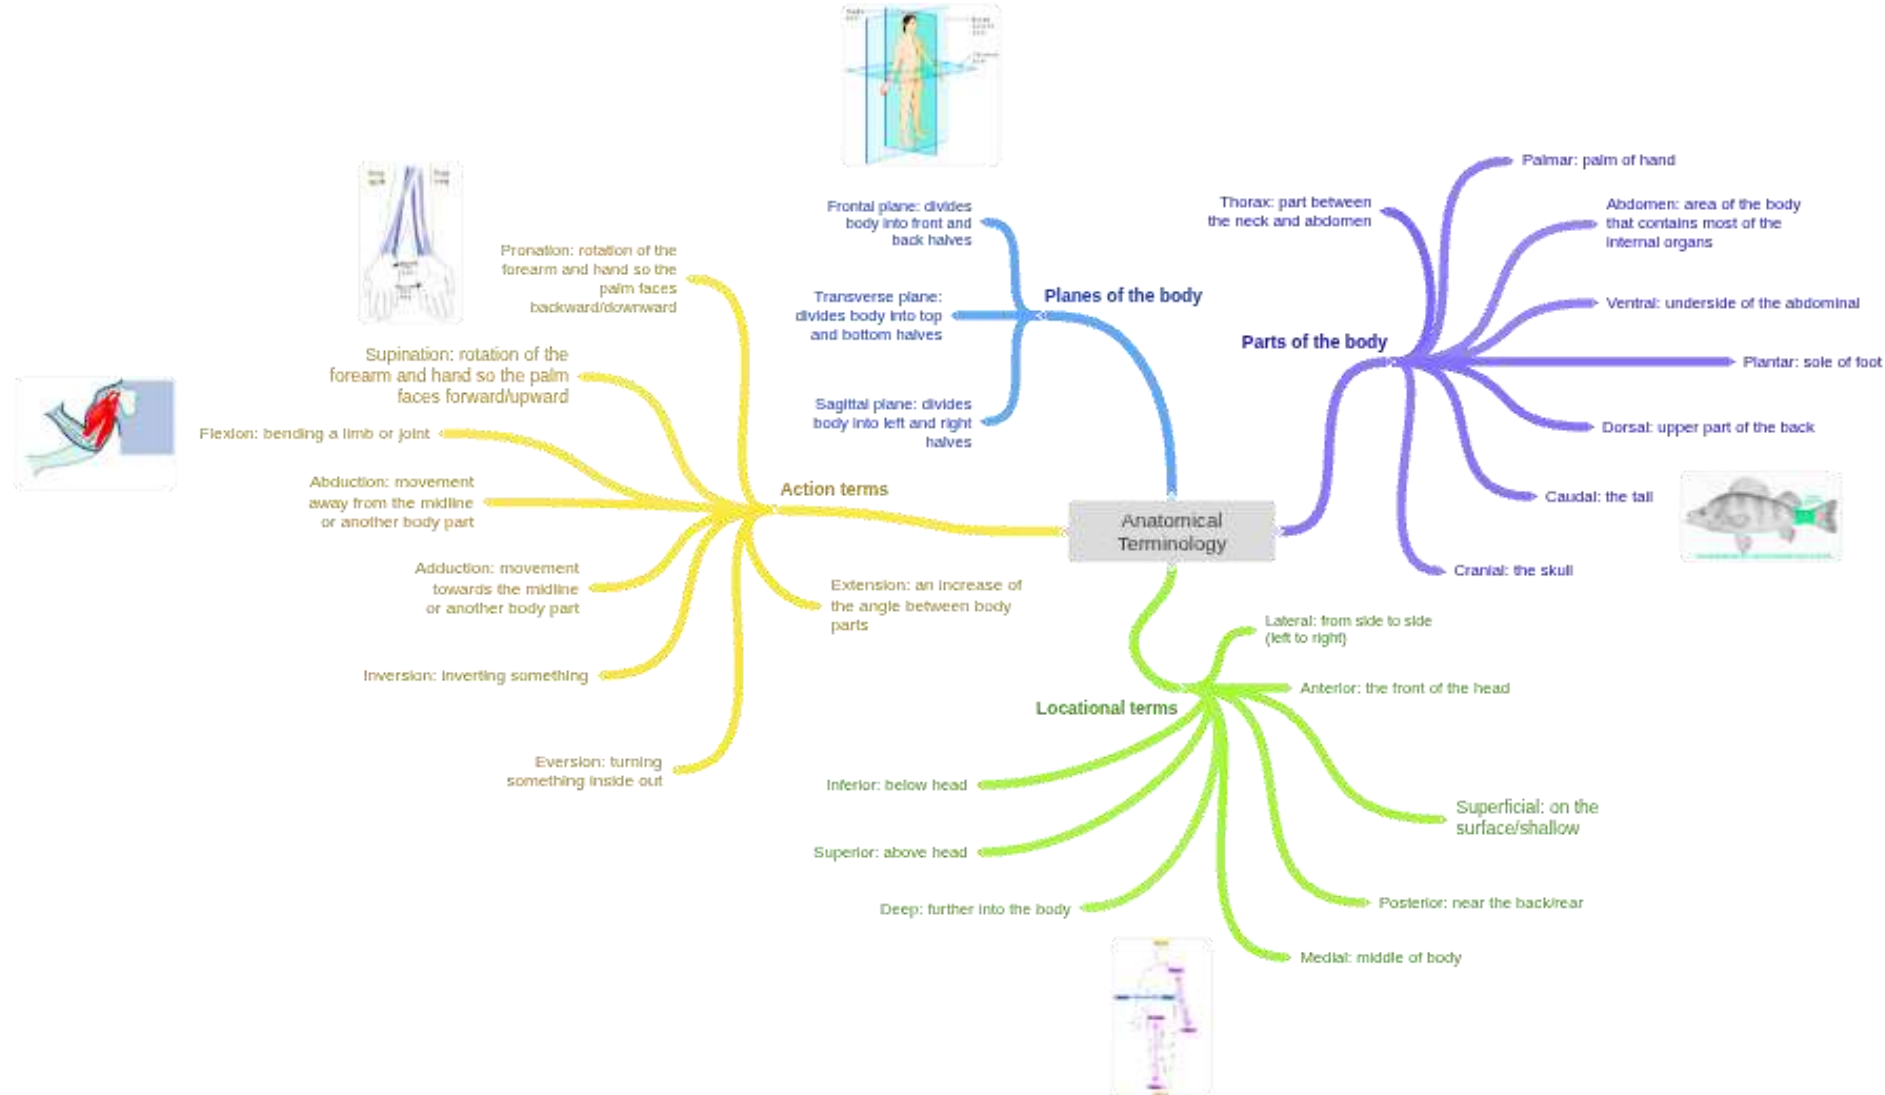 Anatomical
Terminology
Planes of the body
Frontal plane: divides
body into front and
back halves
Transverse plane:
divides body into top
and bottom halves
Sagittal plane: divides
body into left and right
halves
Parts of the body
Thorax: part between
the neck and abdomen
Palmar: palm of hand
Abdomen: area of the body
that contains most of the
internal organs
Ventral: underside of the abdominal
Plantar: sole of foot
Dorsal: upper part of the back
Caudal: the tail
Cranial: the skull
Action terms
Pronation: rotation of the
forearm and hand so the
palm faces
backward/downward
Supination: rotation of the
forearm and hand so the palm
faces forward/upward
Flexion: bending a limb or joint
Abduction: movement
away from the midline
or another body part
Adduction: movement
towards the midline
or another body part
Inversion: inverting something
Eversion: turning
something inside out
Extension: an increase of
the angle between body
parts
Locational terms
Lateral: from side to side
(left to right)
Anterior: the front of the head
Superficial: on the
surface/shallow
Posterior: near the back/rear
Medial: middle of body
Deep: further into the body
Superior: above head
Inferior: below head